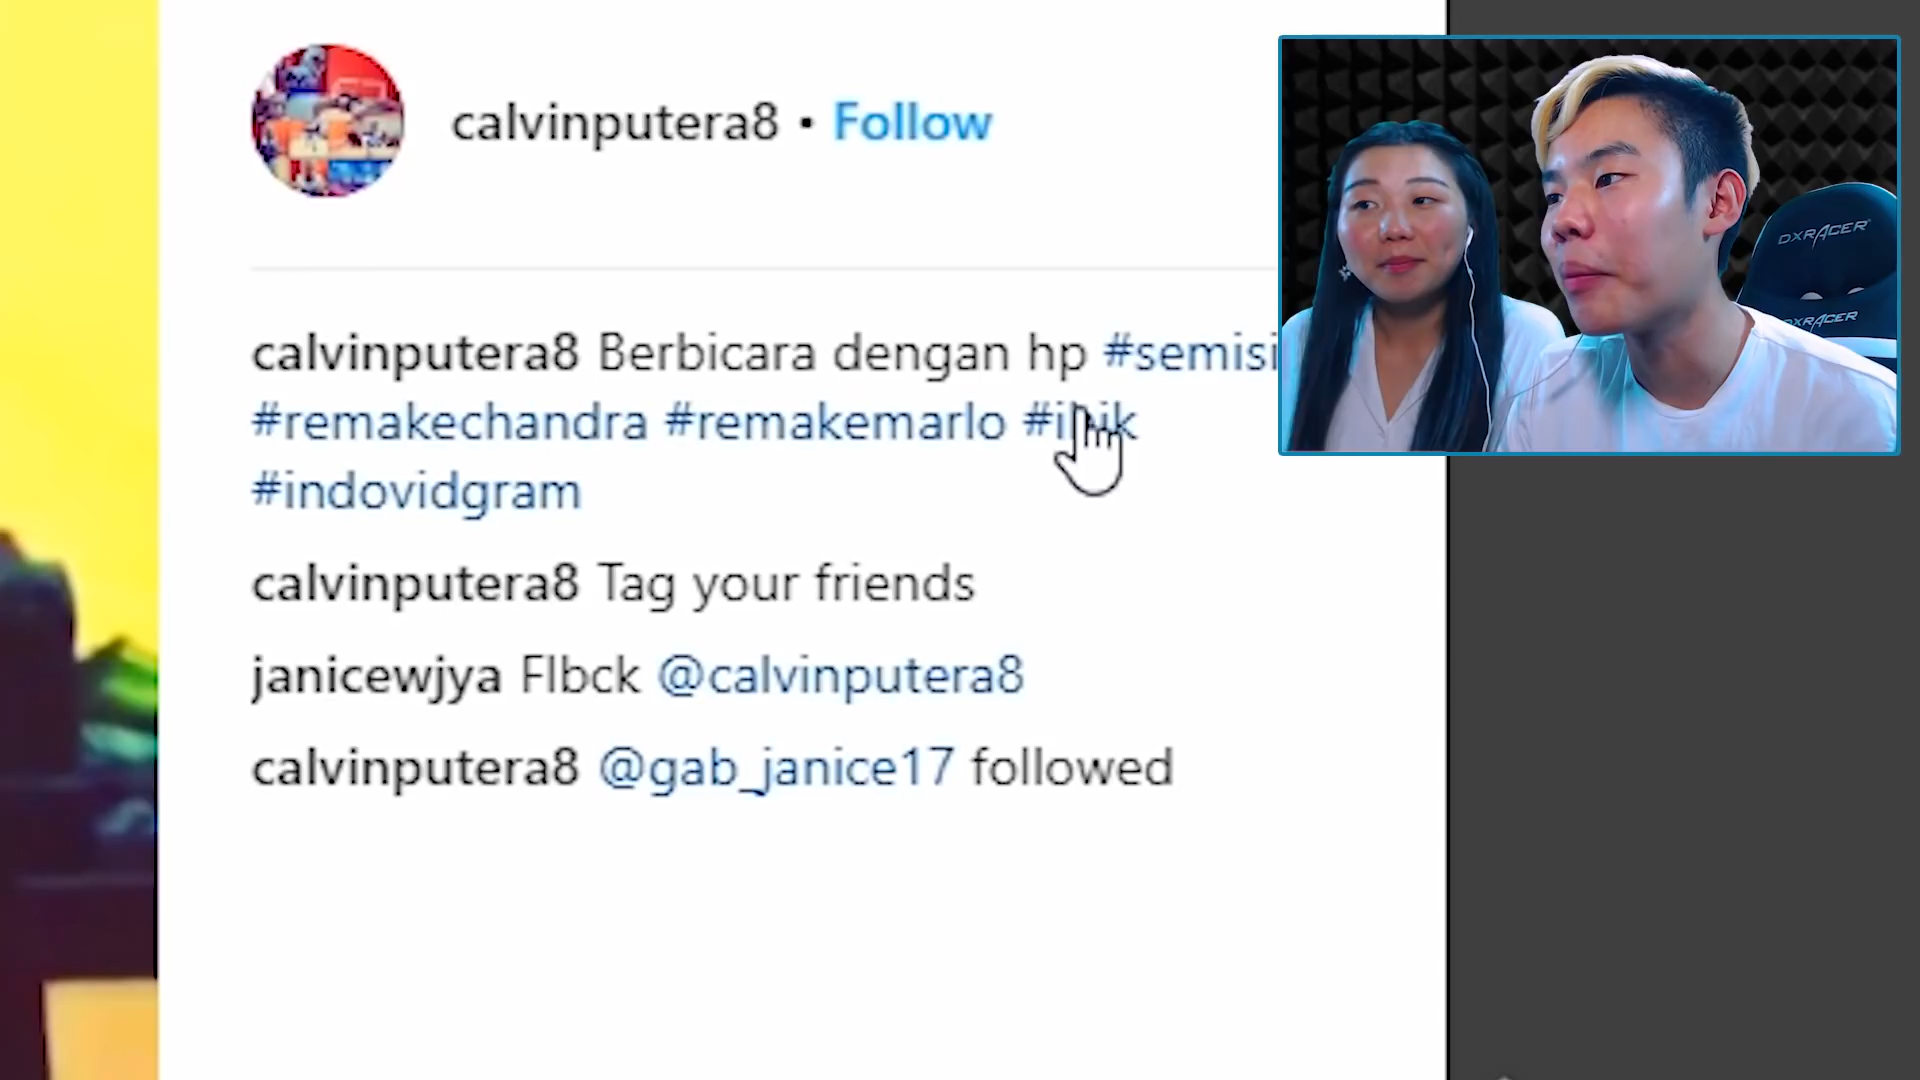 calvinputera8 • Follow
calvinputera8 Berbicara dengan hp
#remakechandra #remakemarlo
#indovidgram
calvinputera8 Tag your friends
janicewjya Flbck @calvinputera8
calvinputera8 @gab_janice17 followed
DXRACER
DXRACER